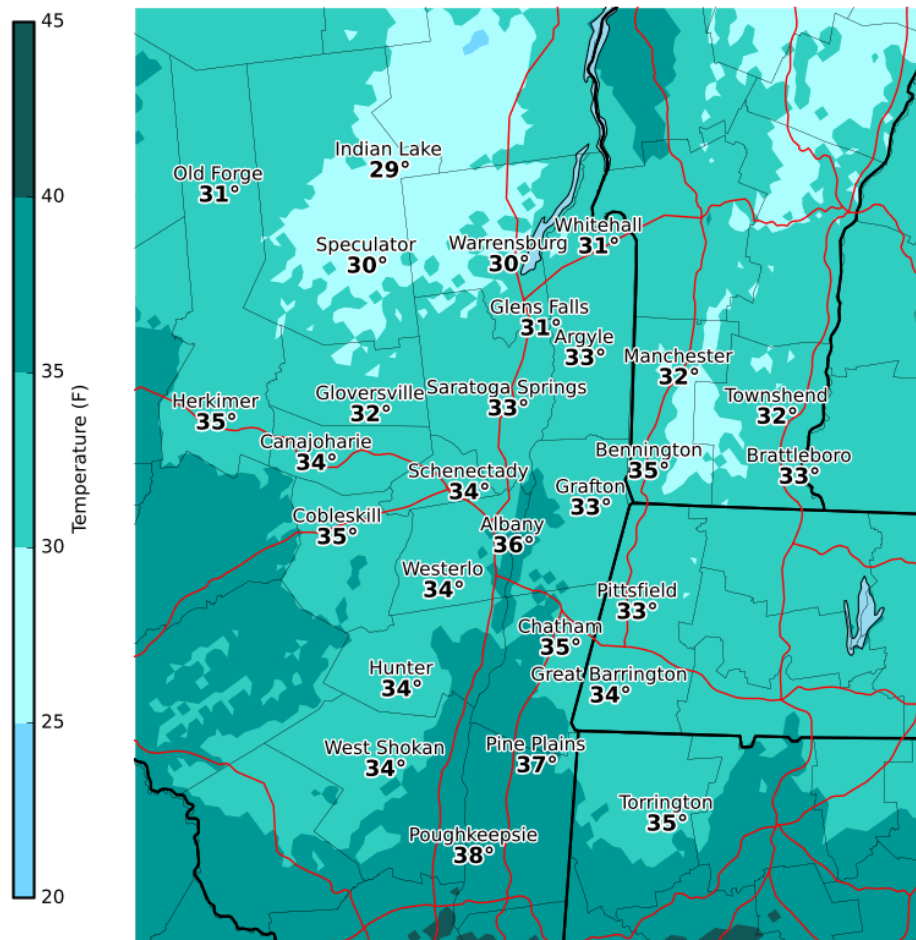 45
40
35
30
25
20
Temperature (F)
Indian Lake
29°
Old Forge
31°
Whitehall
31°
Speculator
30°
Warrensburg
30°
Glens Falls
31°
Argyle
33°
Manchester
32°
Saratoga Springs
33°
Gloversville
32°
Townshend
32°
Herkimer
35°
Canajoharie
34°
Bennington
35°
Brattleboro
33°
Schenectady
34°
Grafton
33°
Cobleskill
35°
Albany
36°
Westerlo
34°
Pittsfield
33°
Chatham
35°
Hunter
34°
Great Barrington
34°
West Shokan
34°
Pine Plains
37°
Torrington
35°
Poughkeepsie
38°